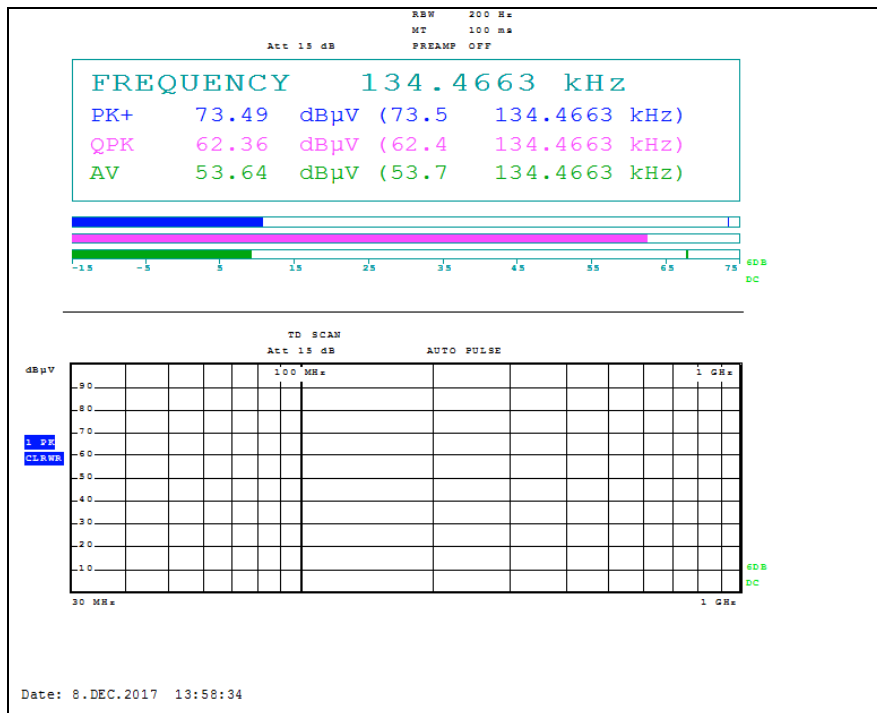 RBW 200 Hz
MT 100 ms
Att 15 dB PREAMP OFF
FREQUENCY 134.4663 kHz
PK+ 73.49 dBµV (73.5 134.4663 kHz)
QPK 62.36 dBµV (62.4 134.4663 kHz)
AV 53.64 dBµV (53.7 134.4663 kHz)
-15 -5 5 15 25 35 45 55 65 75
6DB
DC
TD SCAN
Att 15 dB AUTO PULSE
dBµV
100 MHz 1 GHz
90
80
70
1 PK
CLRWR
60
50
40
30
20
10
6DB
DC
30 MHz 1 GHz
Date: 8.DEC.2017 13:58:34